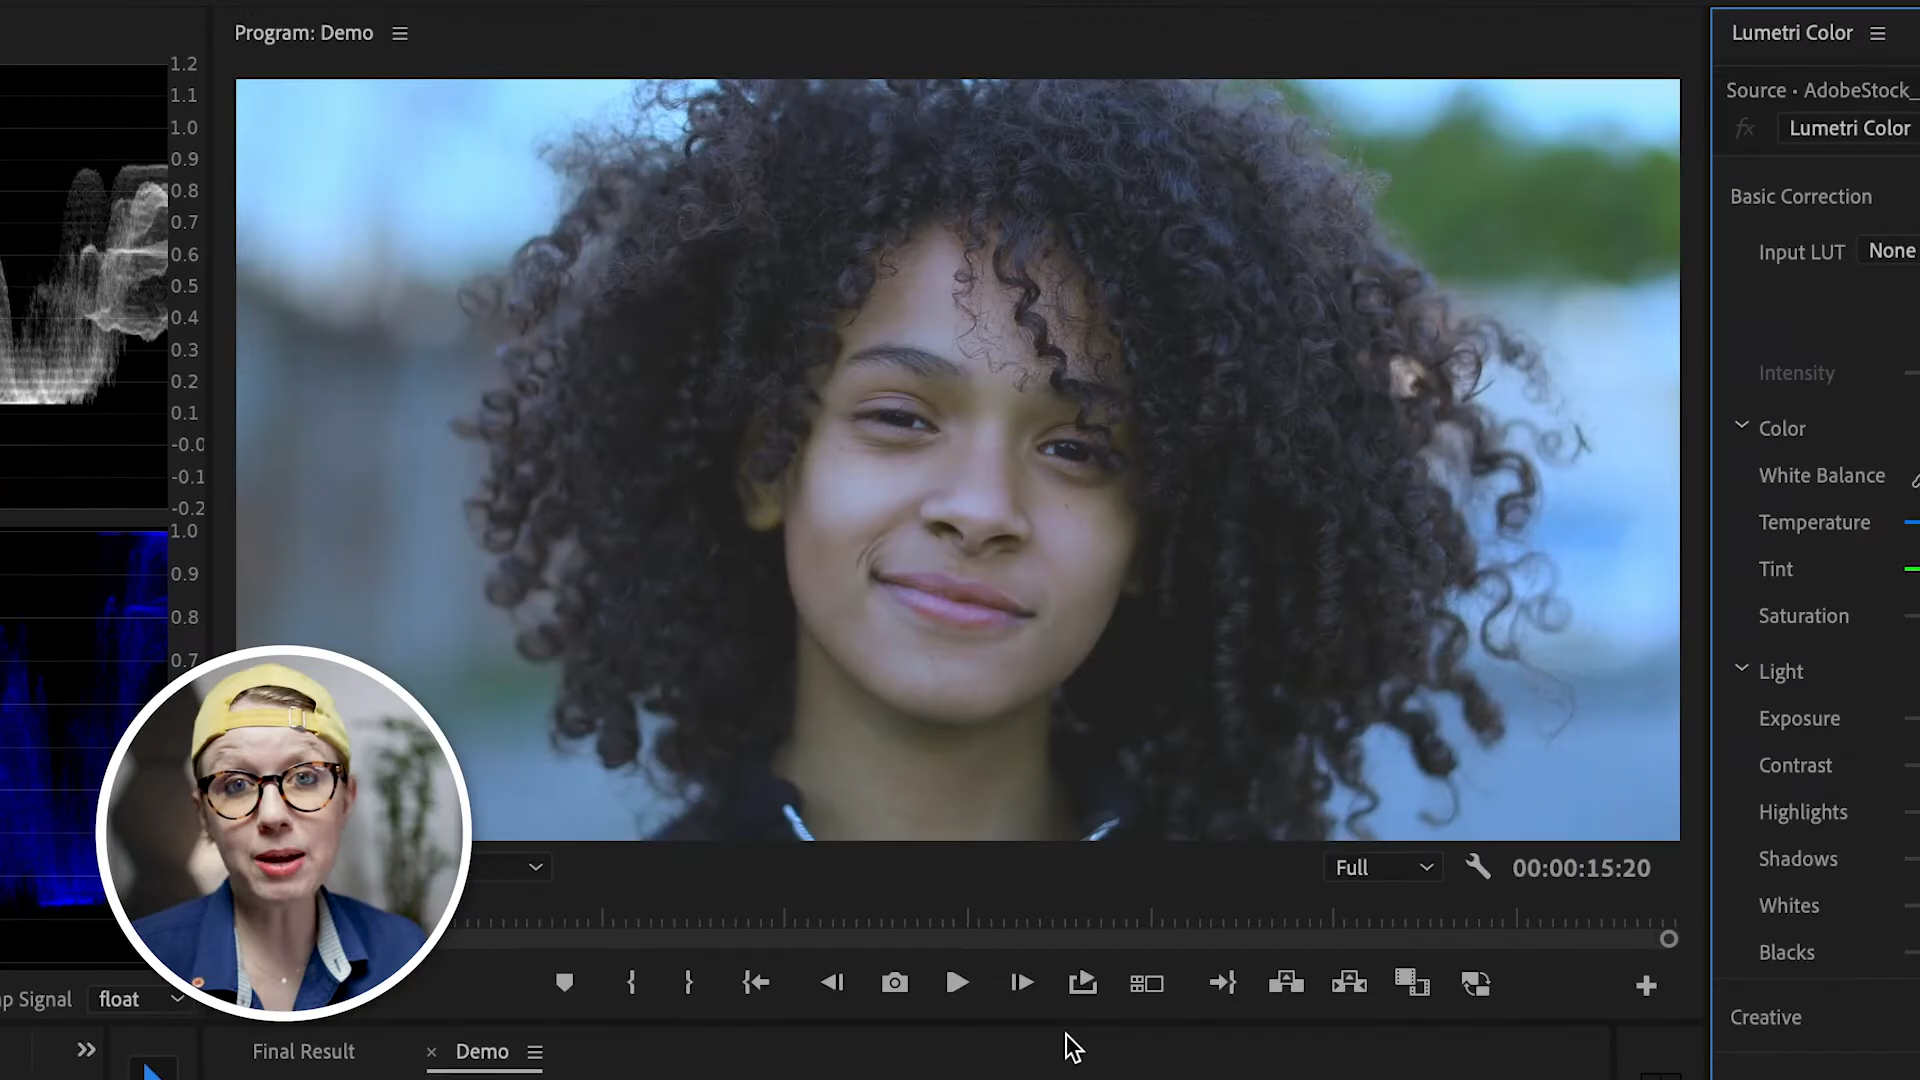 Program: Demo
Lumetri Color
1.2
1.1
1.0
0.9
0.8
0.7
0.6
0.5
0.4
0.3
0.2
0.1
-0.0
-0.1
-0.2
1.0
0.9
0.8
0.7
Source • AdobeStock_
fx Lumetri Color
Basic Correction
Input LUT None
Intensity
Color
White Balance
Temperature
Tint
Saturation
Light
Exposure
Contrast
Highlights
Shadows
Whites
Blacks
Creative
Full
00:00:15:20
p Signal float
Final Result
× Demo